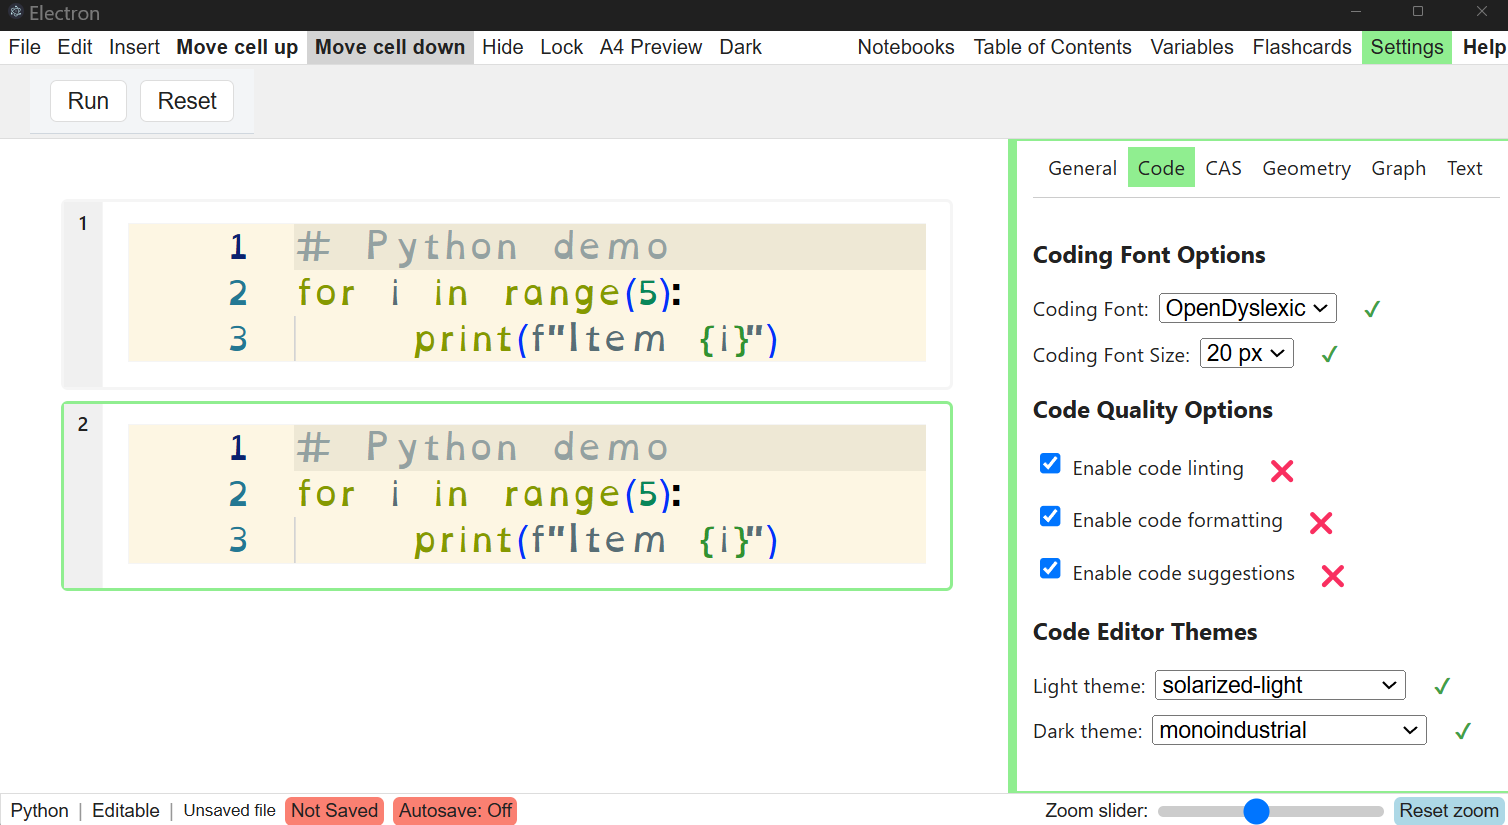 Electron
File Edit Insert Move cell up Move cell down Hide Lock A4 Preview Dark Notebooks Table of Contents Variables Flashcards Settings Help
Run Reset
1
1 # Python demo
2 for i in range(5):
3 print(f"Item {i}")
2
1 # Python demo
2 for i in range(5):
3 print(f"Item {i}")
General Code CAS Geometry Graph Text
Coding Font Options
Coding Font: OpenDyslexic ✓
Coding Font Size: 20 px ✓
Code Quality Options
Enable code linting ❌
Enable code formatting ❌
Enable code suggestions ❌
Code Editor Themes
Light theme: solarized-light ✓
Dark theme: monoindustrial ✓
Python | Editable | Unsaved file Not Saved Autosave: Off Zoom slider: Reset zoom